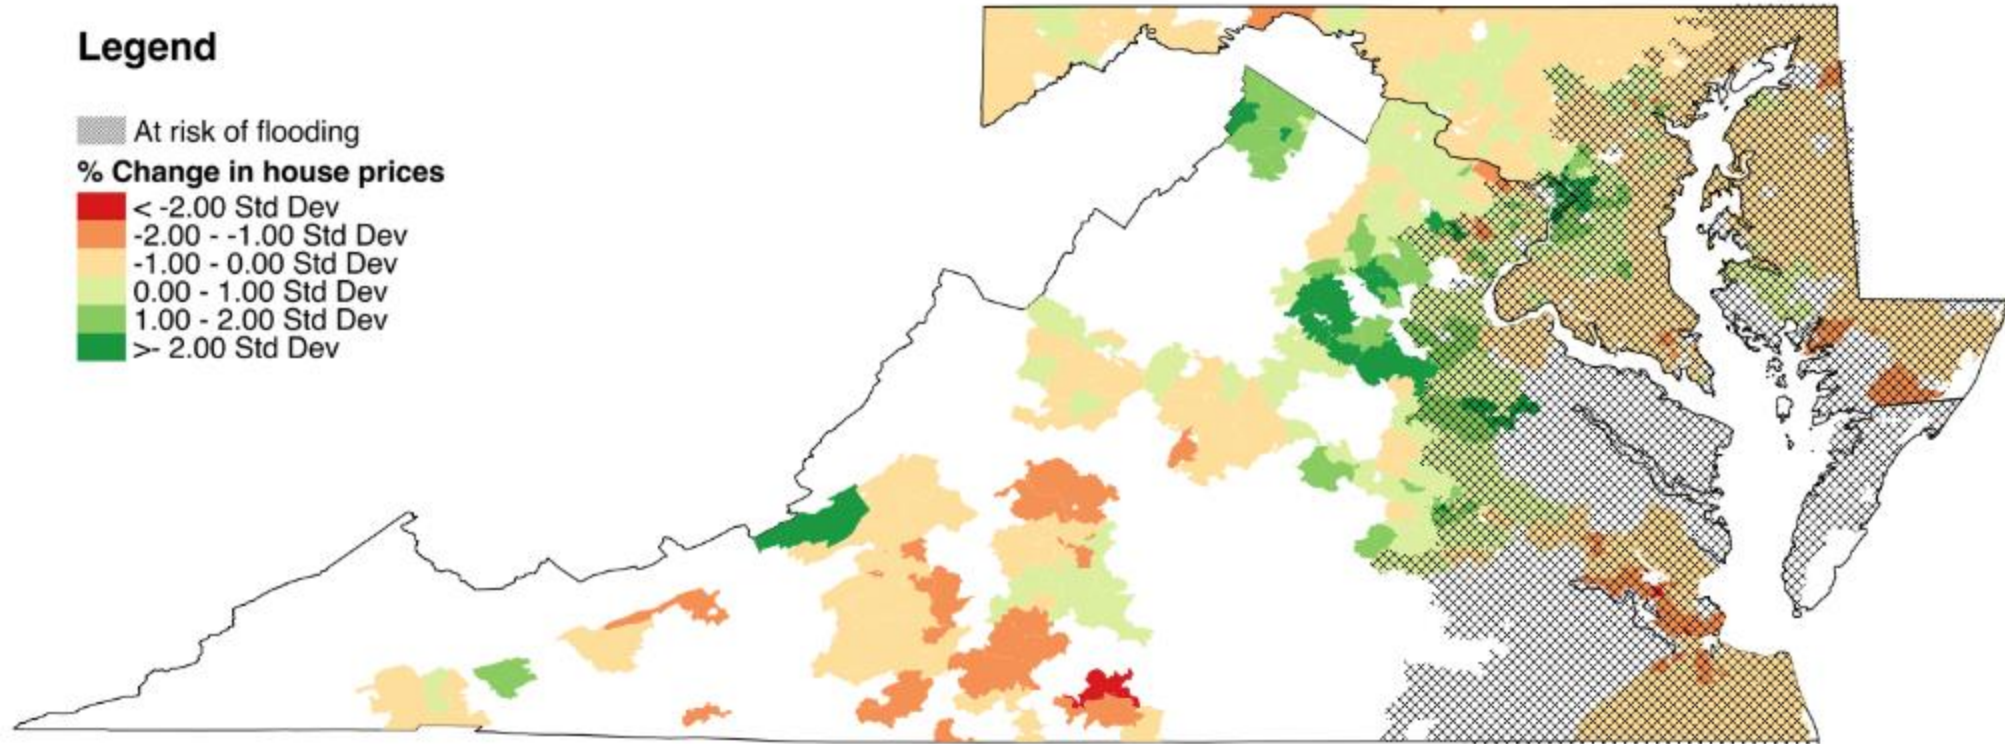 Legend
At risk of flooding
% Change in house prices
< -2.00 Std Dev
-2.00 - -1.00 Std Dev
-1.00 - 0.00 Std Dev
0.00 - 1.00 Std Dev
1.00 - 2.00 Std Dev
>- 2.00 Std Dev